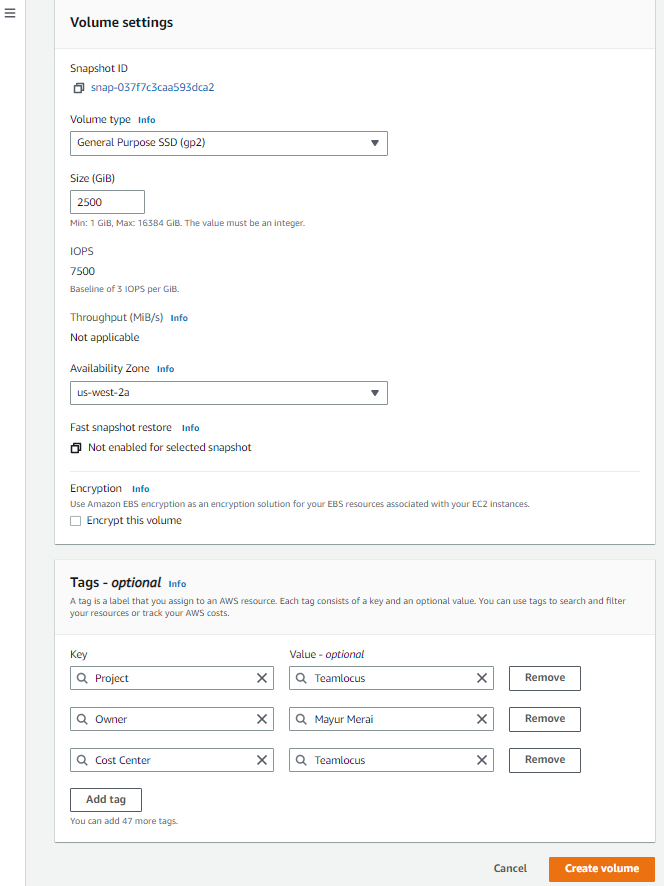 Volume settings
Snapshot ID
snap-037f7c3caa593dca2
Volume type Info
General Purpose SSD (gp2)
Size (GiB)
2500
Min: 1 GiB, Max: 16384 GiB. The value must be an integer.
IOPS
7500
Baseline of 3 IOPS per GiB.
Throughput (MiB/s) Info
Not applicable
Availability Zone Info
us-west-2a
Fast snapshot restore Info
Not enabled for selected snapshot
Encryption Info
Use Amazon EBS encryption as an encryption solution for your EBS resources associated with your EC2 instances.
Encrypt this volume
Tags - optional Info
A tag is a label that you assign to an AWS resource. Each tag consists of a key and an optional value. You can use tags to search and filter
your resources or track your AWS costs.
Key Value - optional
Project Teamlocus Remove
Owner Mayur Merai Remove
Cost Center Teamlocus Remove
Add tag
You can add 47 more tags.
Cancel Create volume